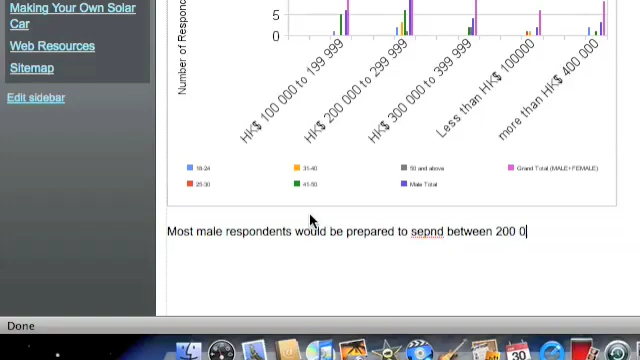 Making Your Own Solar
Car
Web Resources
Sitemap
Edit sidebar
Number of Respon
5
0
HK$ 100 000 to 199 999
HK$ 200 000 to 299 999
HK$ 300 000 to 399 999
Less than HK$ 100000
more than HK$ 400 000
18-24
31-40
50 and above
Grand Total (MALE+FEMALE)
25-30
41-50
Male Total
Most male respondents would be prepared to sepnd between 200 0
Done
30